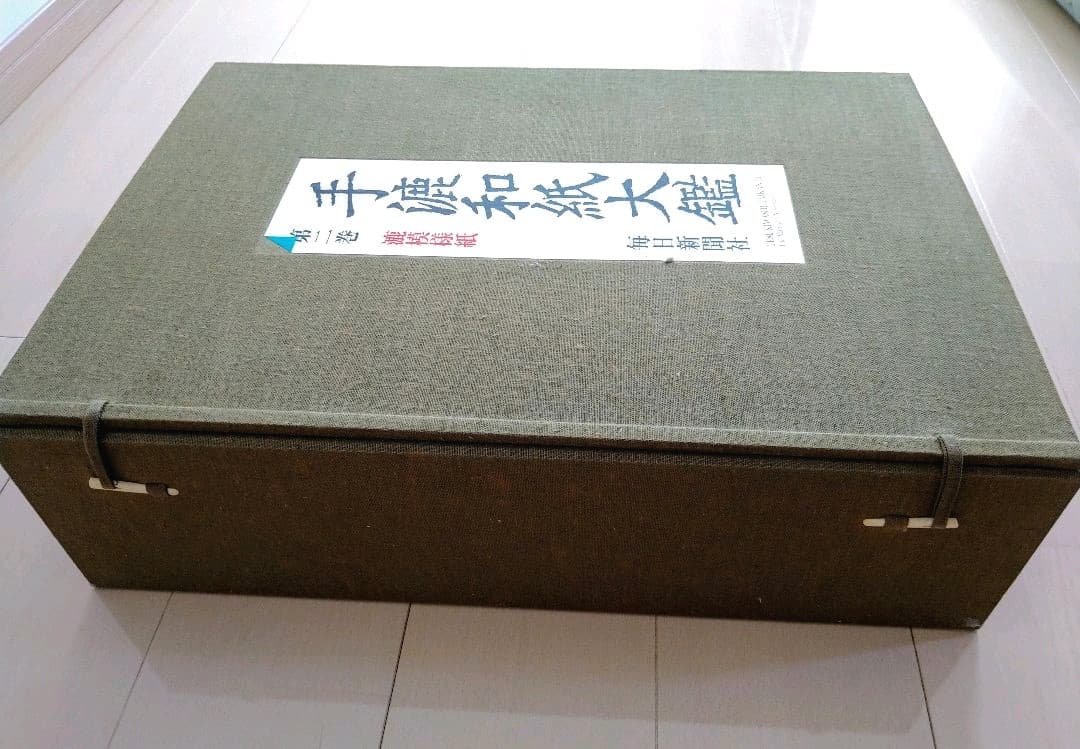 手漉和紙大鑑
第二巻 漉模様紙
毎日新聞社